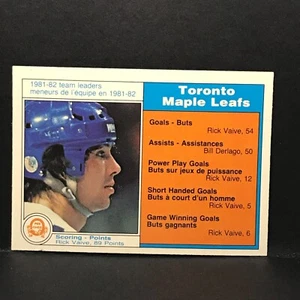 1981-82 team leaders
meneurs de l'équipe en 1981-82
Toronto
Maple Leafs
Goals - Buts
Rick Vaive, 54
Assists - Assistances
Bill Derlago, 50
Power Play Goals
Buts sur jeux de puissance
Rick Vaive, 12
Short Handed Goals
Buts à court d'un homme
Rick Vaive, 5
Game Winning Goals
Buts gagnants
Rick Vaive, 6
Scoring - Points
Rick Vaive, 89 Points